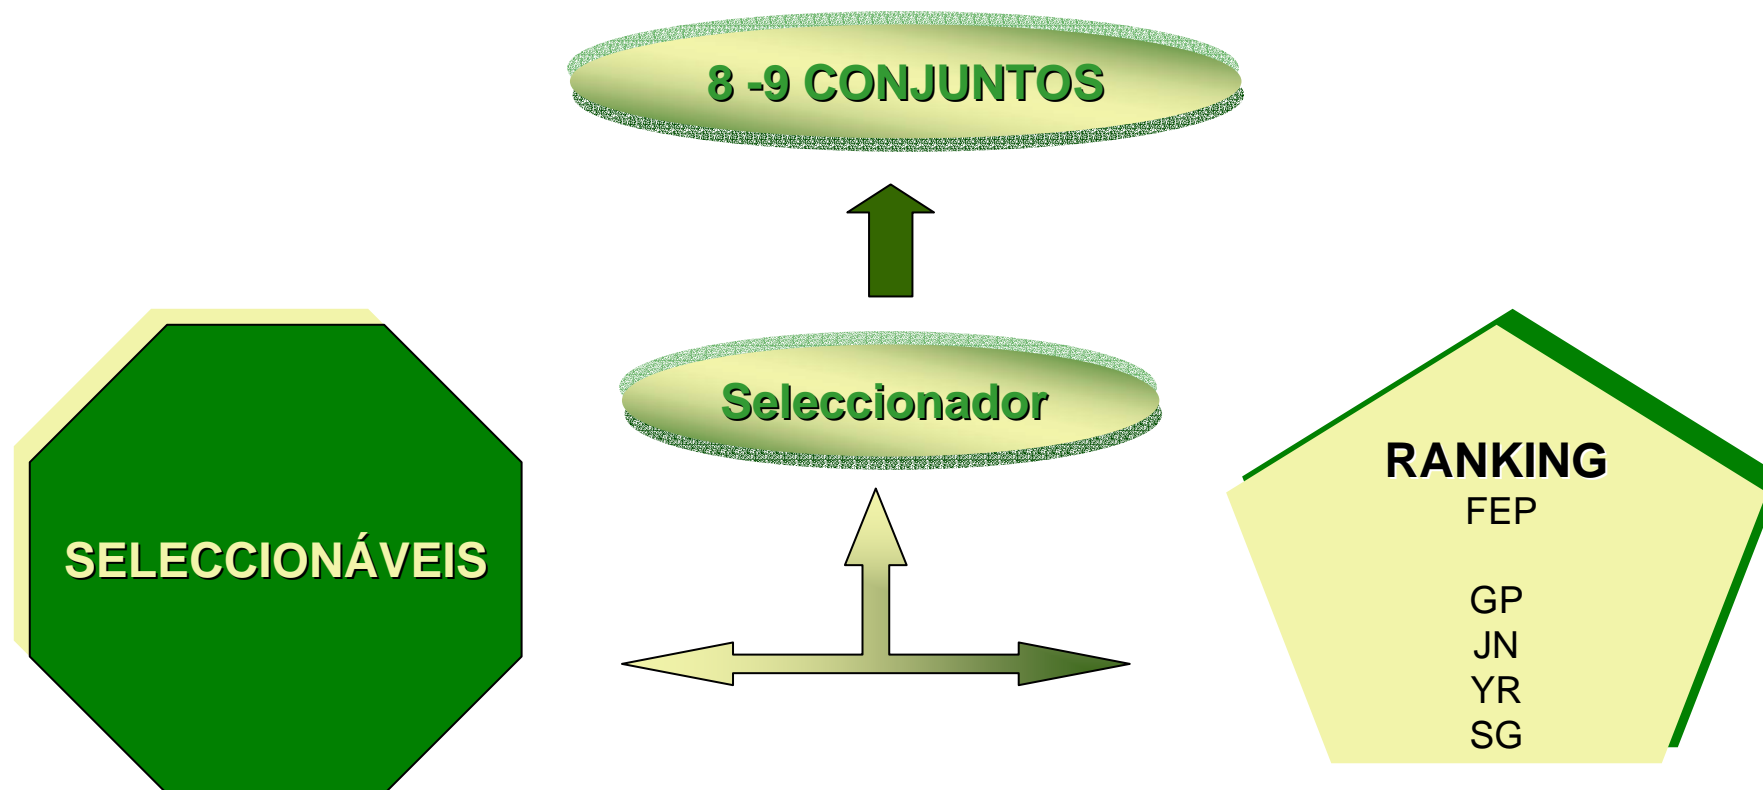 8 -9 CONJUNTOS
Seleccionador
SELECCIONÁVEIS
RANKING
FEP
GP
JN
YR
SG